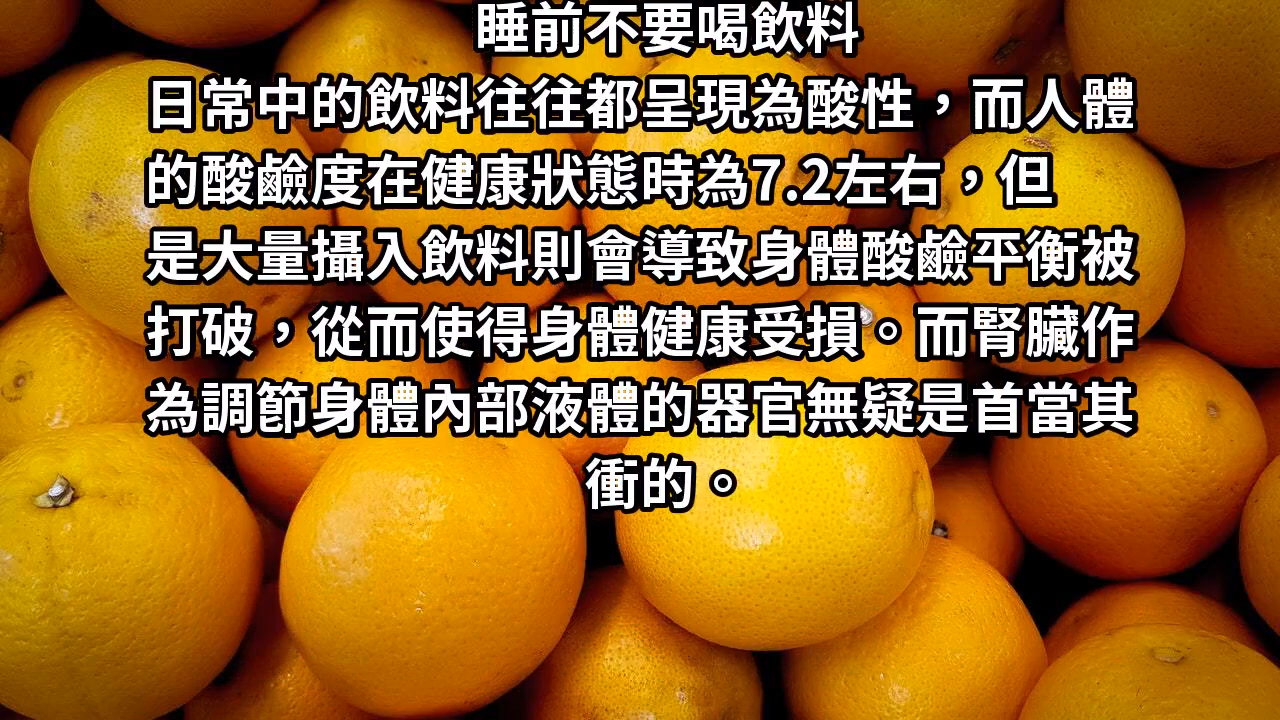 睡前不要喝飲料
日常中的飲料往往都呈現為酸性，而人體
的酸鹼度在健康狀態時為7.2左右，但
是大量攝入飲料則會導致身體酸鹼平衡被
打破，從而使得身體健康受損。而腎臟作
為調節身體內部液體的器官無疑是首當其
衝的。